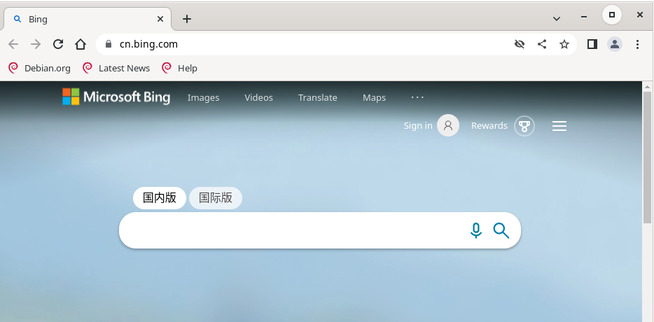 Bing
cn.bing.com
Debian.org Latest News Help
Microsoft Bing Images Videos Translate Maps ...
Sign in Rewards
国内版 国际版